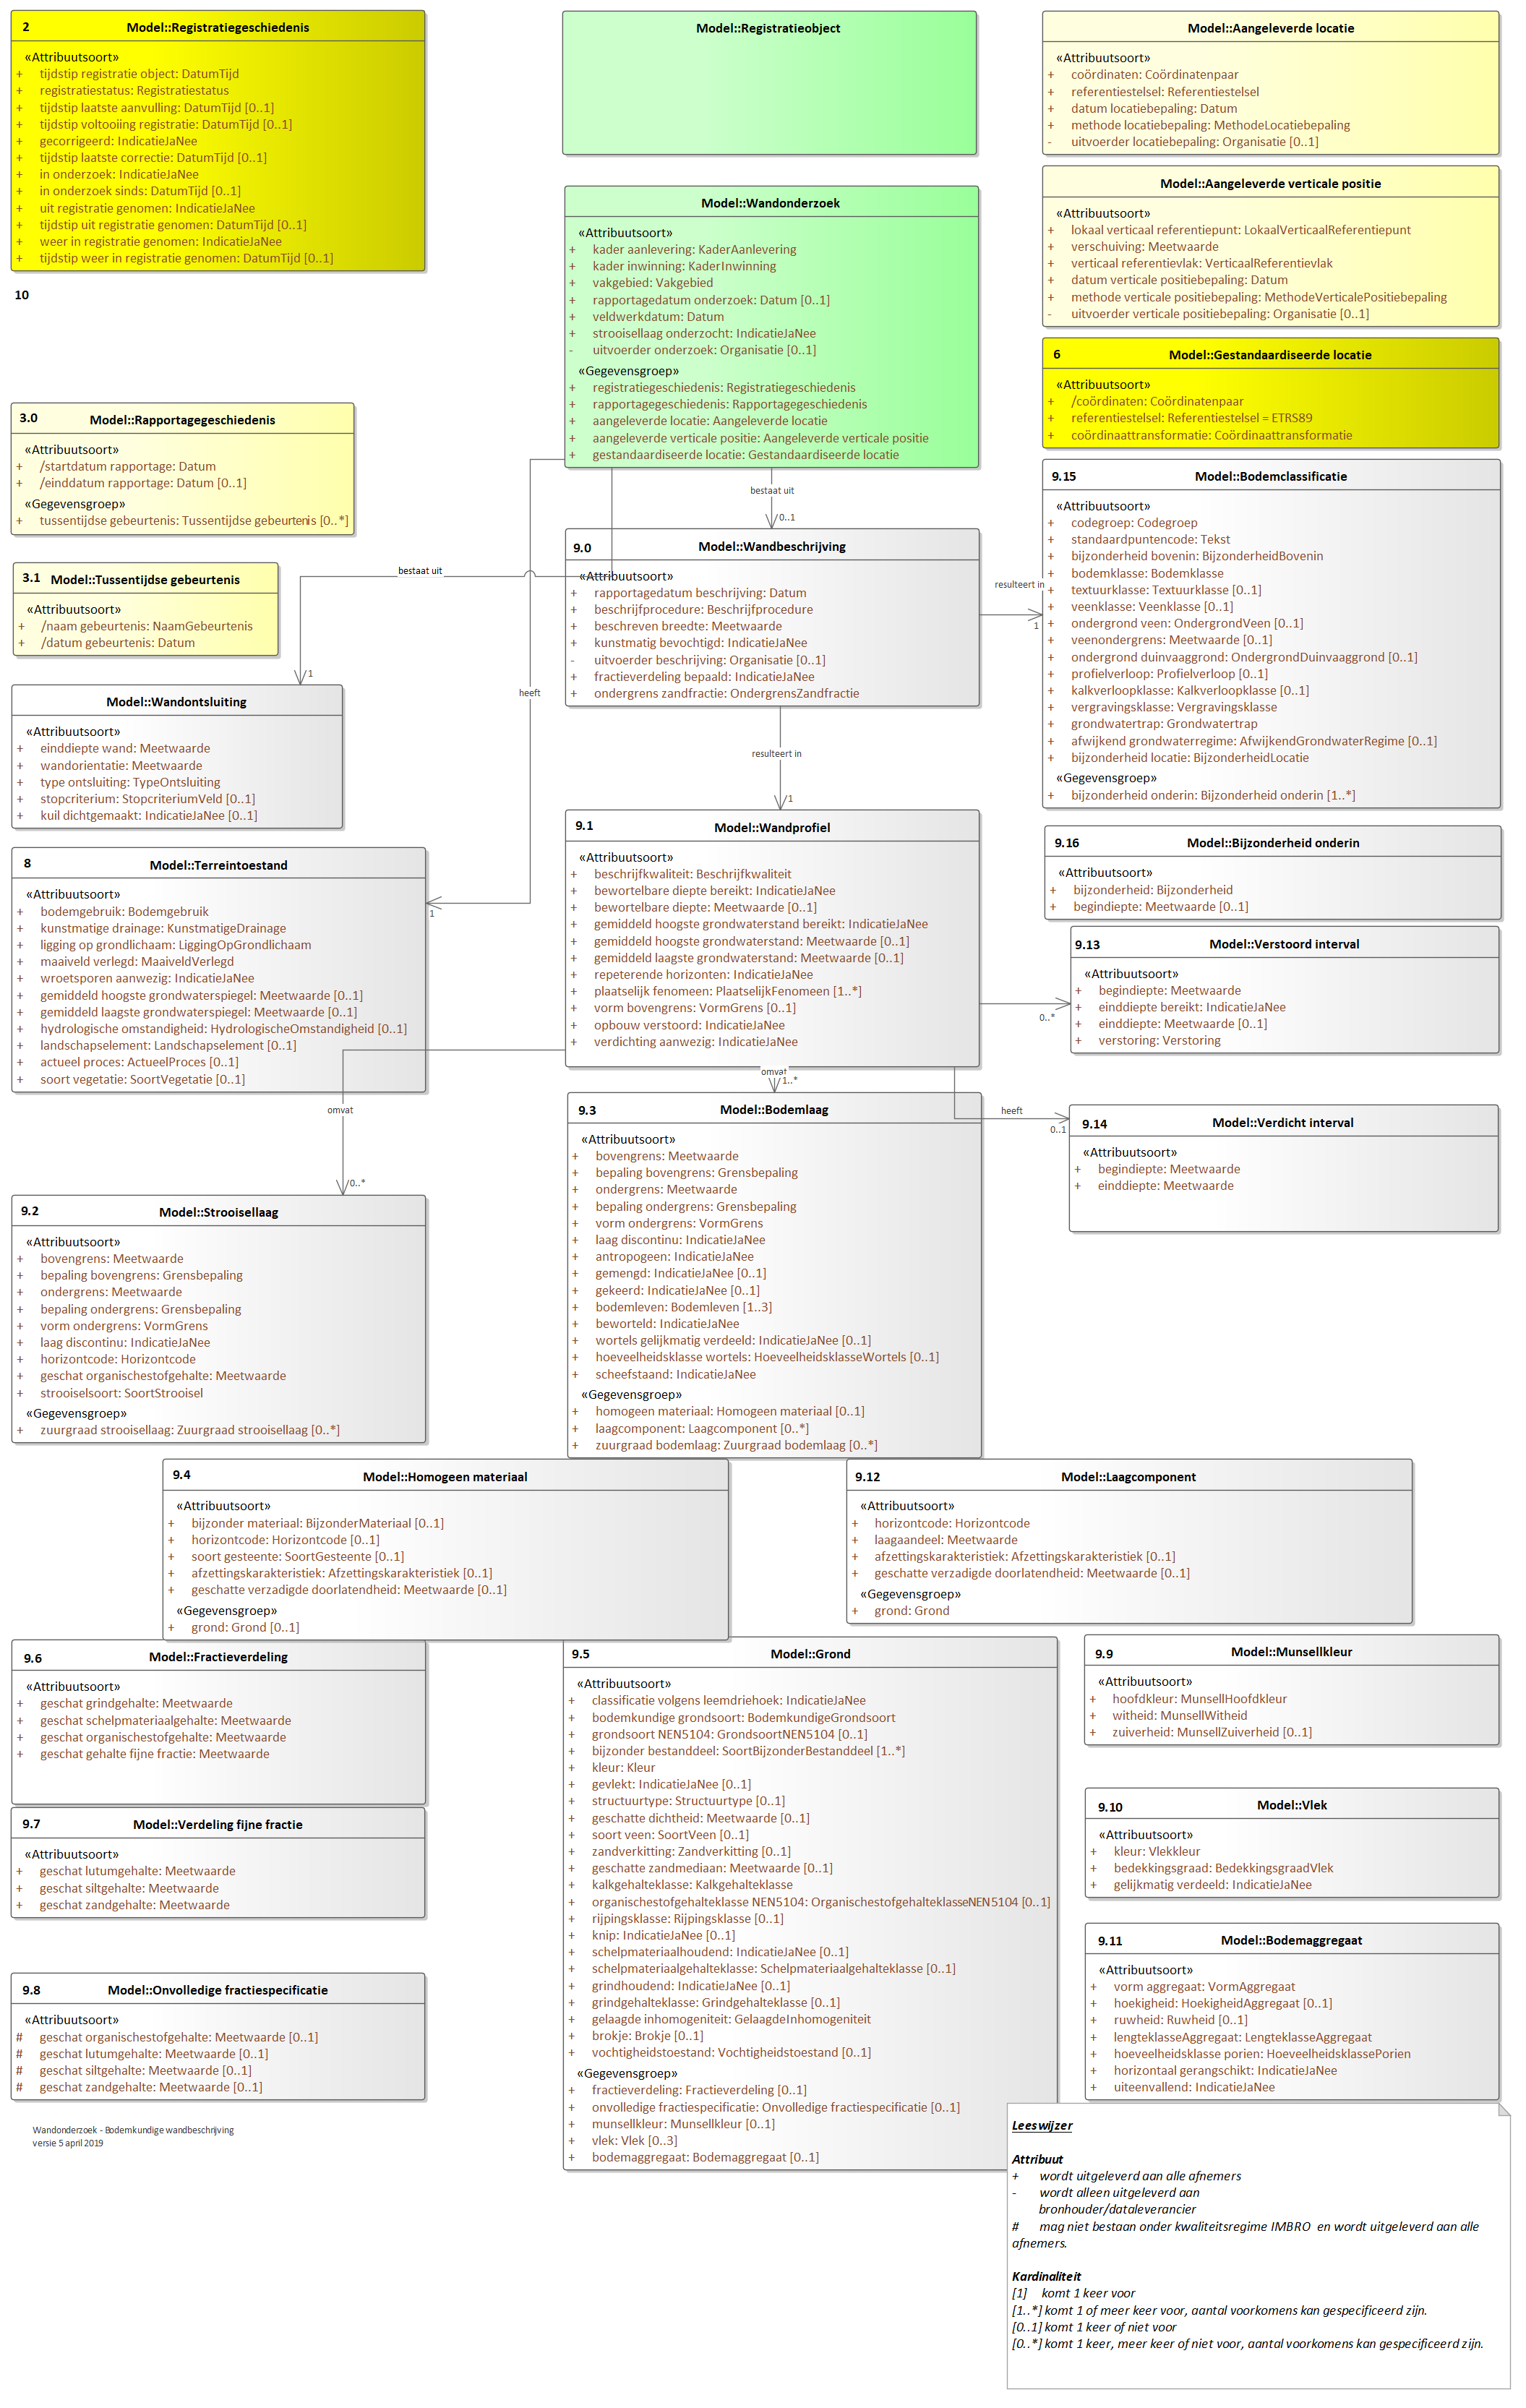 2 Model::Registratiegeschiedenis
«Attribuutsoort»
+ tijdstip registratie object: DatumTijd
+ registratiestatus: Registratiestatus
+ tijdstip laatste aanvulling: DatumTijd [0..1]
+ tijdstip voltooiing registratie: DatumTijd [0..1]
+ gecorrigeerd: IndicatieJaNee
+ tijdstip laatste correctie: DatumTijd [0..1]
+ in onderzoek: IndicatieJaNee
+ in onderzoek sinds: DatumTijd [0..1]
+ uit registratie genomen: IndicatieJaNee
+ tijdstip uit registratie genomen: DatumTijd [0..1]
+ weer in registratie genomen: IndicatieJaNee
+ tijdstip weer in registratie genomen: DatumTijd [0..1]
10
Model::Registratieobject
Model::Aangeleverde locatie
«Attribuutsoort»
+ coördinaten: Coördinatenpaar
+ referentiestelsel: Referentiestelsel
+ datum locatiebepaling: Datum
+ methode locatiebepaling: MethodeLocatiebepaling
- uitvoerder locatiebepaling: Organisatie [0..1]
Model::Wandonderzoek
«Attribuutsoort»
+ kader aanlevering: KaderAanlevering
+ kader inwinning: KaderInwinning
+ vakgebied: Vakgebied
+ rapportagedatum onderzoek: Datum [0..1]
+ veldwerkdatum: Datum
+ strooisellaag onderzocht: IndicatieJaNee
- uitvoerder onderzoek: Organisatie [0..1]
«Gegevensgroep»
+ registratiegeschiedenis: Registratiegeschiedenis
+ rapportagegeschiedenis: Rapportagegeschiedenis
+ aangeleverde locatie: Aangeleverde locatie
+ aangeleverde verticale positie: Aangeleverde verticale positie
+ gestandaardiseerde locatie: Gestandaardiseerde locatie
Model::Aangeleverde verticale positie
«Attribuutsoort»
+ lokaal verticaal referentiepunt: LokaalVerticaalReferentiepunt
+ verschuiving: Meetwaarde
+ verticaal referentievlak: VerticaalReferentievlak
+ datum verticale positiebepaling: Datum
+ methode verticale positiebepaling: MethodeVerticalePositiebepaling
- uitvoerder verticale positiebepaling: Organisatie [0..1]
6 Model::Gestandaardiseerde locatie
«Attribuutsoort»
+ /coördinaten: Coördinatenpaar
+ referentiestelsel: Referentiestelsel = ETRS89
+ coördinaattransformatie: Coördinaattransformatie
3.0 Model::Rapportagegeschiedenis
«Attribuutsoort»
+ /startdatum rapportage: Datum
+ /einddatum rapportage: Datum [0..1]
«Gegevensgroep»
+ tussentijdse gebeurtenis: Tussentijdse gebeurtenis [0..*]
3.1 Model::Tussentijdse gebeurtenis
«Attribuutsoort»
+ /naam gebeurtenis: NaamGebeurtenis
+ /datum gebeurtenis: Datum
bestaat uit
0..1
bestaat uit
1
heeft
1
9.0 Model::Wandbeschrijving
«Attribuutsoort»
+ rapportagedatum beschrijving: Datum
+ beschrijfprocedure: Beschrijfprocedure
+ beschreven breedte: Meetwaarde
+ kunstmatig bevochtigd: IndicatieJaNee
- uitvoerder beschrijving: Organisatie [0..1]
+ fractieverdeling bepaald: IndicatieJaNee
+ ondergrens zandfractie: OndergrensZandfractie
resulteert in
1
9.15 Model::Bodemclassificatie
«Attribuutsoort»
+ codegroep: Codegroep
+ standaardpuntencode: Tekst
+ bijzonderheid bovenin: BijzonderheidBovenin
+ bodemklasse: Bodemklasse
+ textuurklasse: Textuurklasse [0..1]
+ veenklasse: Veenklasse [0..1]
+ ondergrond veen: OndergrondVeen [0..1]
+ veenondergrens: Meetwaarde [0..1]
+ ondergrond duinvaaggrond: OndergrondDuinvaaggrond [0..1]
+ profielverloop: Profielverloop [0..1]
+ kalkverloopklasse: Kalkverloopklasse [0..1]
+ vergravingsklasse: Vergravingsklasse
+ grondwatertrap: Grondwatertrap
+ afwijkend grondwaterregime: AfwijkendGrondwaterRegime [0..1]
+ bijzonderheid locatie: BijzonderheidLocatie
«Gegevensgroep»
+ bijzonderheid onderin: Bijzonderheid onderin [1..*]
Model::Wandontsluiting
«Attribuutsoort»
+ einddiepte wand: Meetwaarde
+ wandorientatie: Meetwaarde
+ type ontsluiting: TypeOntsluiting
+ stopcriterium: StopcriteriumVeld [0..1]
+ kuil dichtgemaakt: IndicatieJaNee [0..1]
resulteert in
1
8 Model::Terreintoestand
«Attribuutsoort»
+ bodemgebruik: Bodemgebruik
+ kunstmatige drainage: KunstmatigeDrainage
+ ligging op grondlichaam: LiggingOpGrondlichaam
+ maaiveld verlegd: MaaiveldVerlegd
+ wroetsporen aanwezig: IndicatieJaNee
+ gemiddeld hoogste grondwaterspiegel: Meetwaarde [0..1]
+ gemiddeld laagste grondwaterspiegel: Meetwaarde [0..1]
+ hydrologische omstandigheid: HydrologischeOmstandigheid [0..1]
+ landschapselement: Landschapselement [0..1]
+ actueel proces: ActueelProces [0..1]
+ soort vegetatie: SoortVegetatie [0..1]
9.1 Model::Wandprofiel
«Attribuutsoort»
+ beschrijfkwaliteit: Beschrijfkwaliteit
+ bewortelbare diepte bereikt: IndicatieJaNee
+ bewortelbare diepte: Meetwaarde [0..1]
+ gemiddeld hoogste grondwaterstand bereikt: IndicatieJaNee
+ gemiddeld hoogste grondwaterstand: Meetwaarde [0..1]
+ gemiddeld laagste grondwaterstand: Meetwaarde [0..1]
+ repeterende horizonten: IndicatieJaNee
+ plaatselijk fenomeen: PlaatselijkFenomeen [1..*]
+ vorm bovengrens: VormGrens [0..1]
+ opbouw verstoord: IndicatieJaNee
+ verdichting aanwezig: IndicatieJaNee
9.16 Model::Bijzonderheid onderin
«Attribuutsoort»
+ bijzonderheid: Bijzonderheid
+ begindiepte: Meetwaarde [0..1]
9.13 Model::Verstoord interval
«Attribuutsoort»
+ begindiepte: Meetwaarde
+ einddiepte bereikt: IndicatieJaNee
+ einddiepte: Meetwaarde [0..1]
+ verstoring: Verstoring
0..*
omvat
1..*
heeft
0..1
omvat
0..*
9.14 Model::Verdicht interval
«Attribuutsoort»
+ begindiepte: Meetwaarde
+ einddiepte: Meetwaarde
9.2 Model::Strooisellaag
«Attribuutsoort»
+ bovengrens: Meetwaarde
+ bepaling bovengrens: Grensbepaling
+ ondergrens: Meetwaarde
+ bepaling ondergrens: Grensbepaling
+ vorm ondergrens: VormGrens
+ laag discontinu: IndicatieJaNee
+ horizontcode: Horizontcode
+ geschat organischestofgehalte: Meetwaarde
+ strooiselsoort: SoortStrooisel
«Gegevensgroep»
+ zuurgraad strooisellaag: Zuurgraad strooisellaag [0..*]
9.3 Model::Bodemlaag
«Attribuutsoort»
+ bovengrens: Meetwaarde
+ bepaling bovengrens: Grensbepaling
+ ondergrens: Meetwaarde
+ bepaling ondergrens: Grensbepaling
+ vorm ondergrens: VormGrens
+ laag discontinu: IndicatieJaNee
+ antropogeen: IndicatieJaNee
+ gemengd: IndicatieJaNee [0..1]
+ gekeerd: IndicatieJaNee [0..1]
+ bodemleven: Bodemleven [1..3]
+ beworteld: IndicatieJaNee
+ wortels gelijkmatig verdeeld: IndicatieJaNee [0..1]
+ hoeveelheidsklasse wortels: HoeveelheidsklasseWortels [0..1]
+ scheefstaand: IndicatieJaNee
«Gegevensgroep»
+ homogeen materiaal: Homogeen materiaal [0..1]
+ laagcomponent: Laagcomponent [0..*]
+ zuurgraad bodemlaag: Zuurgraad bodemlaag [0..*]
9.4 Model::Homogeen materiaal
«Attribuutsoort»
+ bijzonder materiaal: BijzonderMateriaal [0..1]
+ horizontcode: Horizontcode [0..1]
+ soort gesteente: SoortGesteente [0..1]
+ afzettingskarakteristiek: Afzettingskarakteristiek [0..1]
+ geschatte verzadigde doorlatendheid: Meetwaarde [0..1]
«Gegevensgroep»
+ grond: Grond [0..1]
9.12 Model::Laagcomponent
«Attribuutsoort»
+ horizontcode: Horizontcode
+ laagaandeel: Meetwaarde
+ afzettingskarakteristiek: Afzettingskarakteristiek [0..1]
+ geschatte verzadigde doorlatendheid: Meetwaarde [0..1]
«Gegevensgroep»
+ grond: Grond
9.6 Model::Fractieverdeling
«Attribuutsoort»
+ geschat grindgehalte: Meetwaarde
+ geschat schelpmateriaalgehalte: Meetwaarde
+ geschat organischestofgehalte: Meetwaarde
+ geschat gehalte fijne fractie: Meetwaarde
9.7 Model::Verdeling fijne fractie
«Attribuutsoort»
+ geschat lutumgehalte: Meetwaarde
+ geschat siltgehalte: Meetwaarde
+ geschat zandgehalte: Meetwaarde
9.8 Model::Onvolledige fractiespecificatie
«Attribuutsoort»
# geschat organischestofgehalte: Meetwaarde [0..1]
# geschat lutumgehalte: Meetwaarde [0..1]
# geschat siltgehalte: Meetwaarde [0..1]
# geschat zandgehalte: Meetwaarde [0..1]
Wandonderzoek - Bodemkundige wandbeschrijving
versie 5 april 2019
9.5 Model::Grond
«Attribuutsoort»
+ classificatie volgens leemdriehoek: IndicatieJaNee
+ bodemkundige grondsoort: BodemkundigeGrondsoort
+ grondsoort NEN5104: GrondsoortNEN5104 [0..1]
+ bijzonder bestanddeel: SoortBijzonderBestanddeel [1..*]
+ kleur: Kleur
+ gevlekt: IndicatieJaNee [0..1]
+ structuurtype: Structuurtype [0..1]
+ geschatte dichtheid: Meetwaarde [0..1]
+ soort veen: SoortVeen [0..1]
+ zandverkitting: Zandverkitting [0..1]
+ geschatte zandmediaan: Meetwaarde [0..1]
+ kalkgehalteklasse: Kalkgehalteklasse
+ organischestofgehalteklasse NEN5104: OrganischestofgehalteklasseNEN5104 [0..1]
+ rijpingsklasse: Rijpingsklasse [0..1]
+ knip: IndicatieJaNee [0..1]
+ schelpmateriaalhoudend: IndicatieJaNee [0..1]
+ schelpmateriaalgehalteklasse: Schelpmateriaalgehalteklasse [0..1]
+ grindhoudend: IndicatieJaNee [0..1]
+ grindgehalteklasse: Grindgehalteklasse [0..1]
+ gelaagde inhomogeniteit: GelaagdeInhomogeniteit
+ brokje: Brokje [0..1]
+ vochtigheidstoestand: Vochtigheidstoestand [0..1]
«Gegevensgroep»
+ fractieverdeling: Fractieverdeling [0..1]
+ onvolledige fractiespecificatie: Onvolledige fractiespecificatie [0..1]
+ munsellkleur: Munsellkleur [0..1]
+ vlek: Vlek [0..3]
+ bodemaggregaat: Bodemaggregaat [0..1]
9.9 Model::Munsellkleur
«Attribuutsoort»
+ hoofdkleur: MunsellHoofdkleur
+ witheid: MunsellWitheid
+ zuiverheid: MunsellZuiverheid [0..1]
9.10 Model::Vlek
«Attribuutsoort»
+ kleur: Vlekkleur
+ bedekkingsgraad: BedekkingsgraadVlek
+ gelijkmatig verdeeld: IndicatieJaNee
9.11 Model::Bodemaggregaat
«Attribuutsoort»
+ vorm aggregaat: VormAggregaat
+ hoekigheid: HoekigheidAggregaat [0..1]
+ ruwheid: Ruwheid [0..1]
+ lengteklasseAggregaat: LengteklasseAggregaat
+ hoeveelheidsklasse porien: HoeveelheidsklassePorien
+ horizontaal gerangschikt: IndicatieJaNee
+ uiteenvallend: IndicatieJaNee
Leeswijzer
Attribuut
+ wordt uitgeleverd aan alle afnemers
- wordt alleen uitgeleverd aan
bronhouder/dataleverancier
# mag niet bestaan onder kwaliteitsregime IMBRO en wordt uitgeleverd aan alle
afnemers.
Kardinaliteit
[1] komt 1 keer voor
[1..*] komt 1 of meer keer voor, aantal voorkomens kan gespecificeerd zijn.
[0..1] komt 1 keer of niet voor
[0..*] komt 1 keer, meer keer of niet voor, aantal voorkomens kan gespecificeerd zijn.